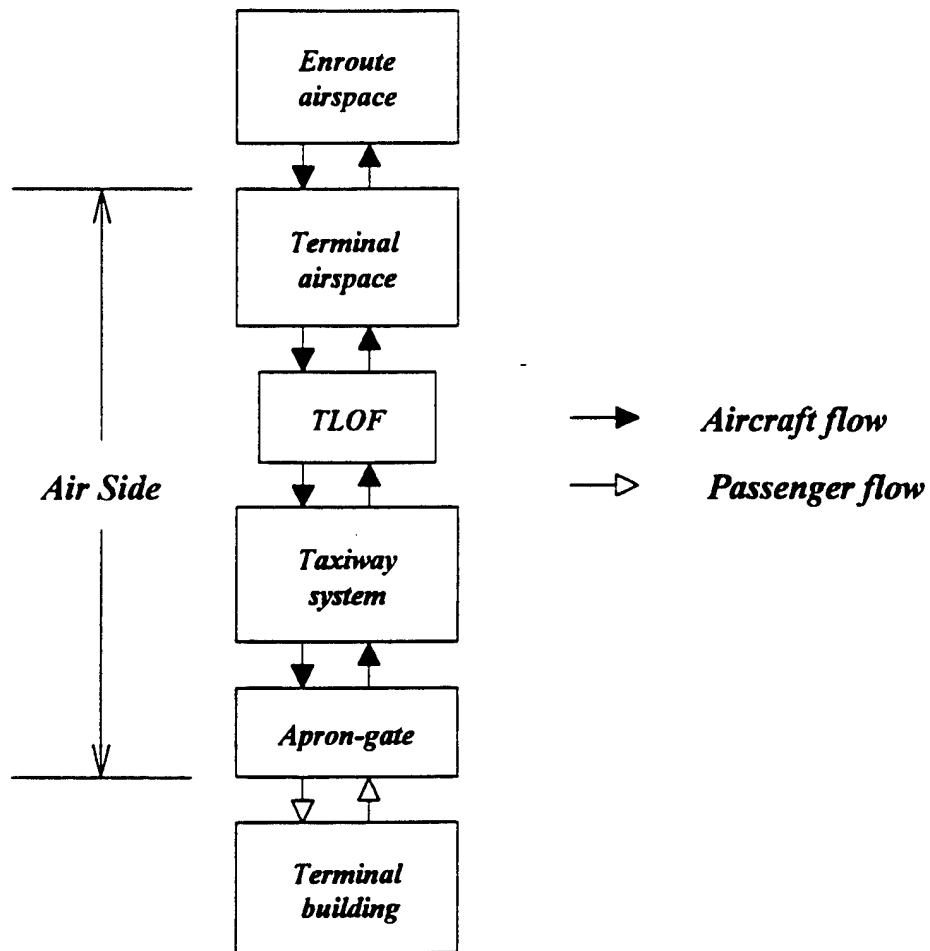 Enroute
airspace
Terminal
airspace
TLOF
Aircraft flow
Air Side
Passenger flow
Taxiway
system
Apron-gate
Terminal
building